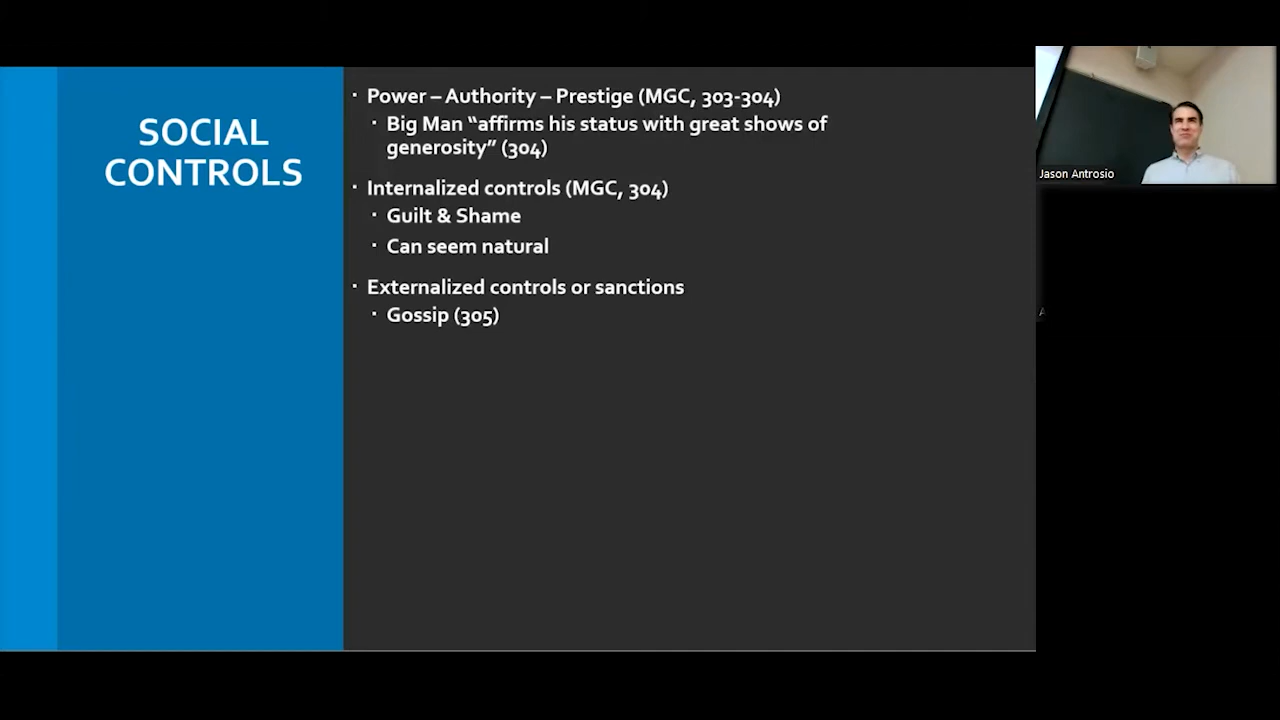 SOCIAL
CONTROLS
▪ Power – Authority – Prestige (MGC, 303-304)
▪ Big Man “affirms his status with great shows of
generosity” (304)
▪ Internalized controls (MGC, 304)
▪ Guilt & Shame
▪ Can seem natural
▪ Externalized controls or sanctions
▪ Gossip (305)
Jason Antrosio